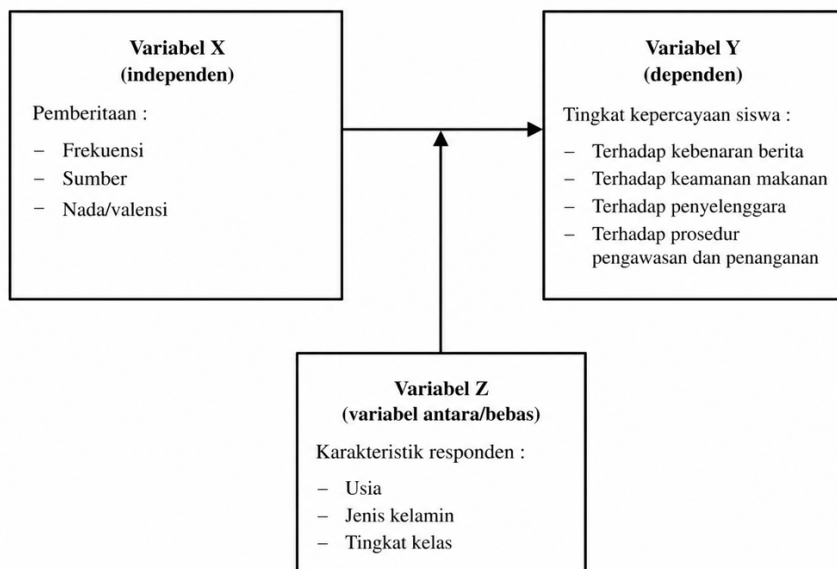 Variabel X
(independen)
Pemberitaan :
– Frekuensi
– Sumber
– Nada/valensi
Variabel Y
(dependen)
Tingkat kepercayaan siswa :
– Terhadap kebenaran berita
– Terhadap keamanan makanan
– Terhadap penyelenggara
– Terhadap prosedur
pengawasan dan penanganan
Variabel Z
(variabel antara/bebas)
Karakteristik responden :
– Usia
– Jenis kelamin
– Tingkat kelas